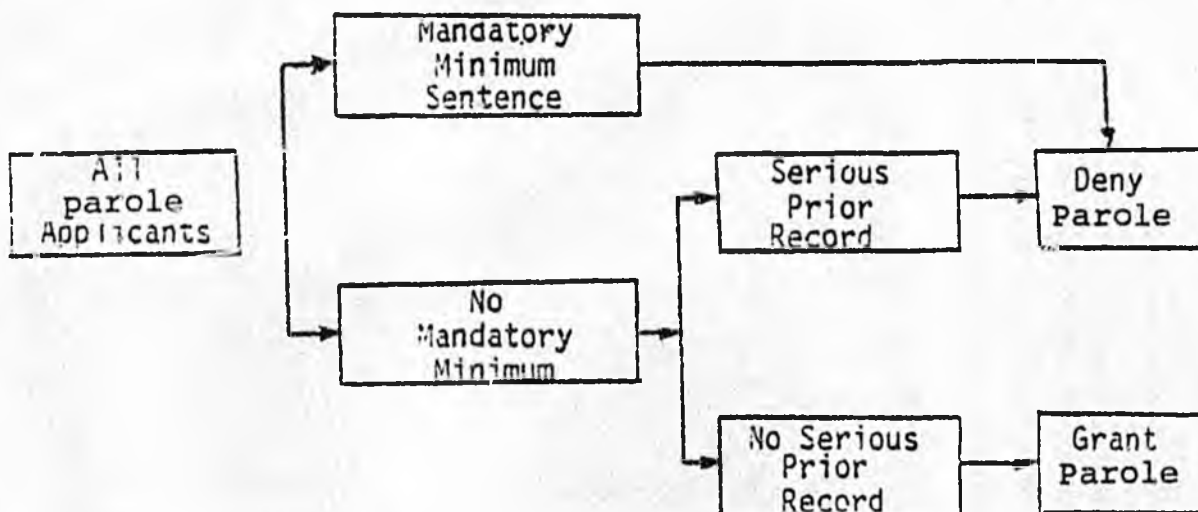 Mandatory
Minimum
Sentence
All
parole
Applicants
Serious
Prior
Record
Deny
Parole
No
Mandatory
Minimum
No Serious
Prior
Record
Grant
Parole